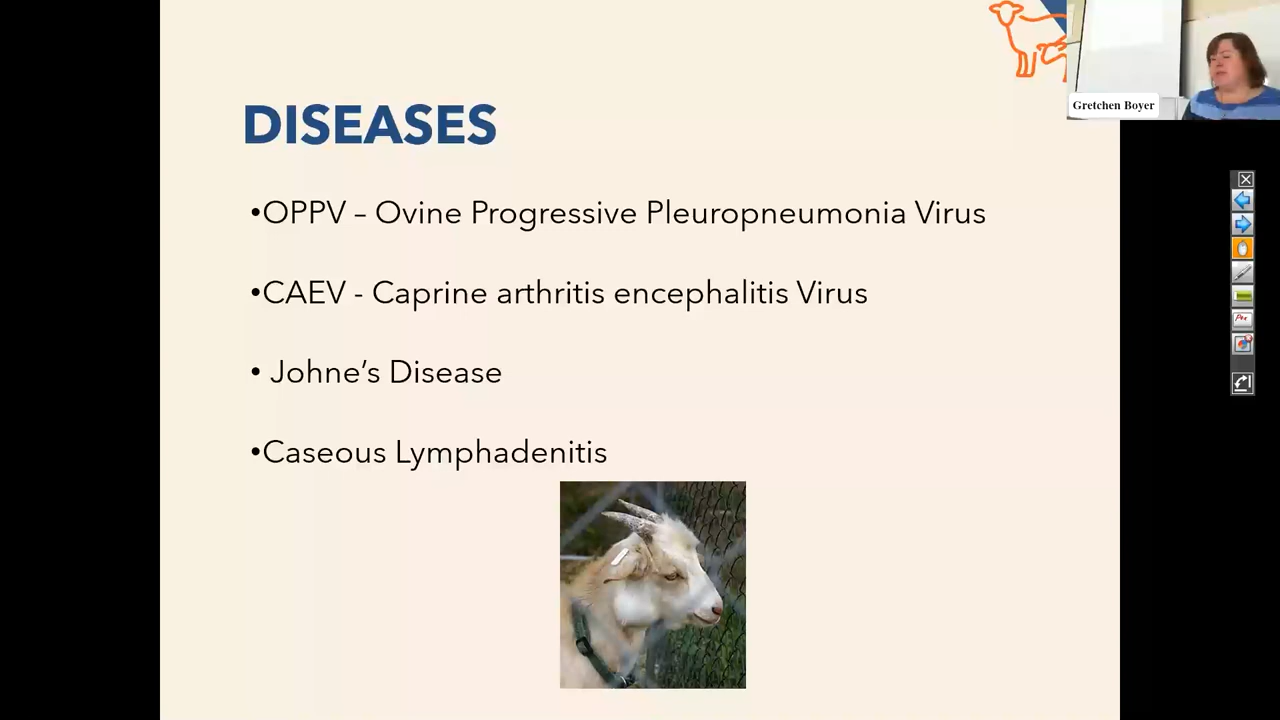 Gretchen Boyer
DISEASES
•OPPV – Ovine Progressive Pleuropneumonia Virus
•CAEV - Caprine arthritis encephalitis Virus
• Johne’s Disease
•Caseous Lymphadenitis